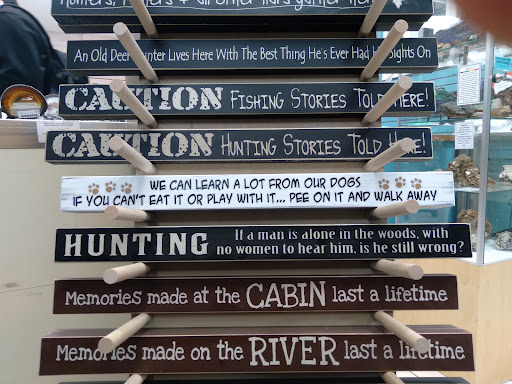 An Old Deer Hunter Lives Here With The Best Thing He's Ever Had His Sights On
CAUTION FISHING STORIES TOLD HERE!
CAUTION HUNTING STORIES TOLD HERE!
WE CAN LEARN A LOT FROM OUR DOGS
IF YOU CAN'T EAT IT OR PLAY WITH IT... PEE ON IT AND WALK AWAY
HUNTING If a man is alone in the woods, with
no women to hear him, is he still wrong?
Memories made at the CABIN last a lifetime
Memories made on the RIVER last a lifetime